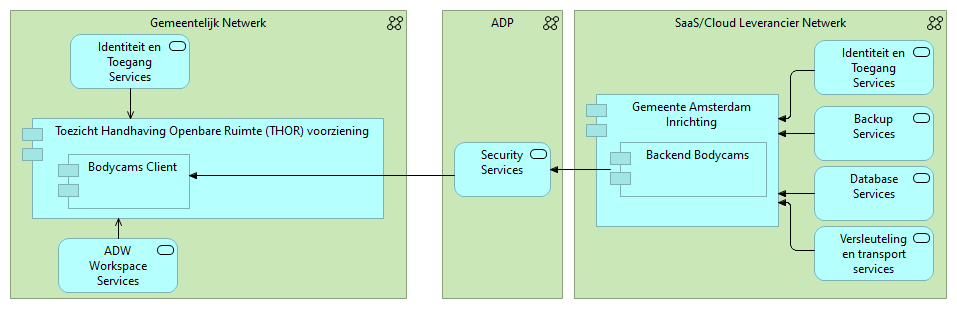 Gemeentelijk Netwerk
Identiteit en
Toegang
Services
Toezicht Handhaving Openbare Ruimte (THOR) voorziening
Bodycams Client
ADW
Workspace
Services
ADP
Security
Services
SaaS/Cloud Leverancier Netwerk
Gemeente Amsterdam
Inrichting
Backend Bodycams
Identiteit en
Toegang
Services
Backup
Services
Database
Services
Versleuteling
en transport
services